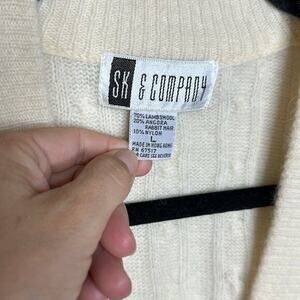 SK & COMPANY
70% LAMBSWOOL
20% ANGORA
RABBIT HAIR
10% NYLON
L
MADE IN HONG KONG
RN 67517
FOR CARE SEE REVERSE